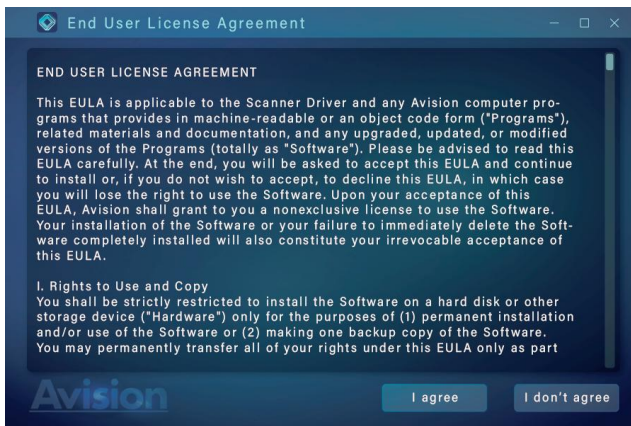 End User License Agreement
END USER LICENSE AGREEMENT
This EULA is applicable to the Scanner Driver and any Avision computer pro-
grams that provides in machine-readable or an object code form ("Programs"),
related materials and documentation, and any upgraded, updated, or modified
versions of the Programs (totally as "Software"). Please be advised to read this
EULA carefully. At the end, you will be asked to accept this EULA and continue
to install or, if you do not wish to accept, to decline this EULA, in which case
you will lose the right to use the Software. Upon your acceptance of this
EULA, Avision shall grant to you a nonexclusive license to use the Software.
Your installation of the Software or your failure to immediately delete the Soft-
ware completely installed will also constitute your irrevocable acceptance of
this EULA.
I. Rights to Use and Copy
You shall be strictly restricted to install the Software on a hard disk or other
storage device ("Hardware") only for the purposes of (1) permanent installation
and/or use of the Software or (2) making one backup copy of the Software.
You may permanently transfer all of your rights under this EULA only as part
Avision
I agree
I don't agree